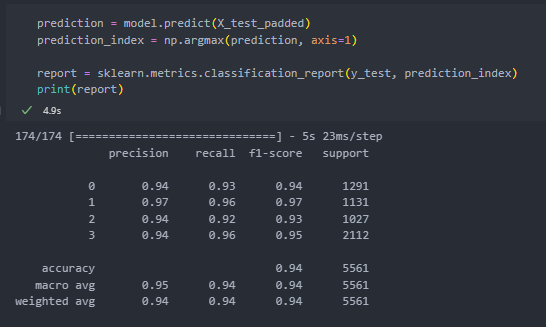 prediction = model.predict(X_test_padded)
prediction_index = np.argmax(prediction, axis=1)
report = sklearn.metrics.classification_report(y_test, prediction_index)
print(report)
✓ 4.9s
174/174 [==============================] - 5s 23ms/step
precision recall f1-score support
0 0.94 0.93 0.94 1291
1 0.97 0.96 0.97 1131
2 0.94 0.92 0.93 1027
3 0.94 0.96 0.95 2112
accuracy 0.94 5561
macro avg 0.95 0.94 0.94 5561
weighted avg 0.94 0.94 0.94 5561